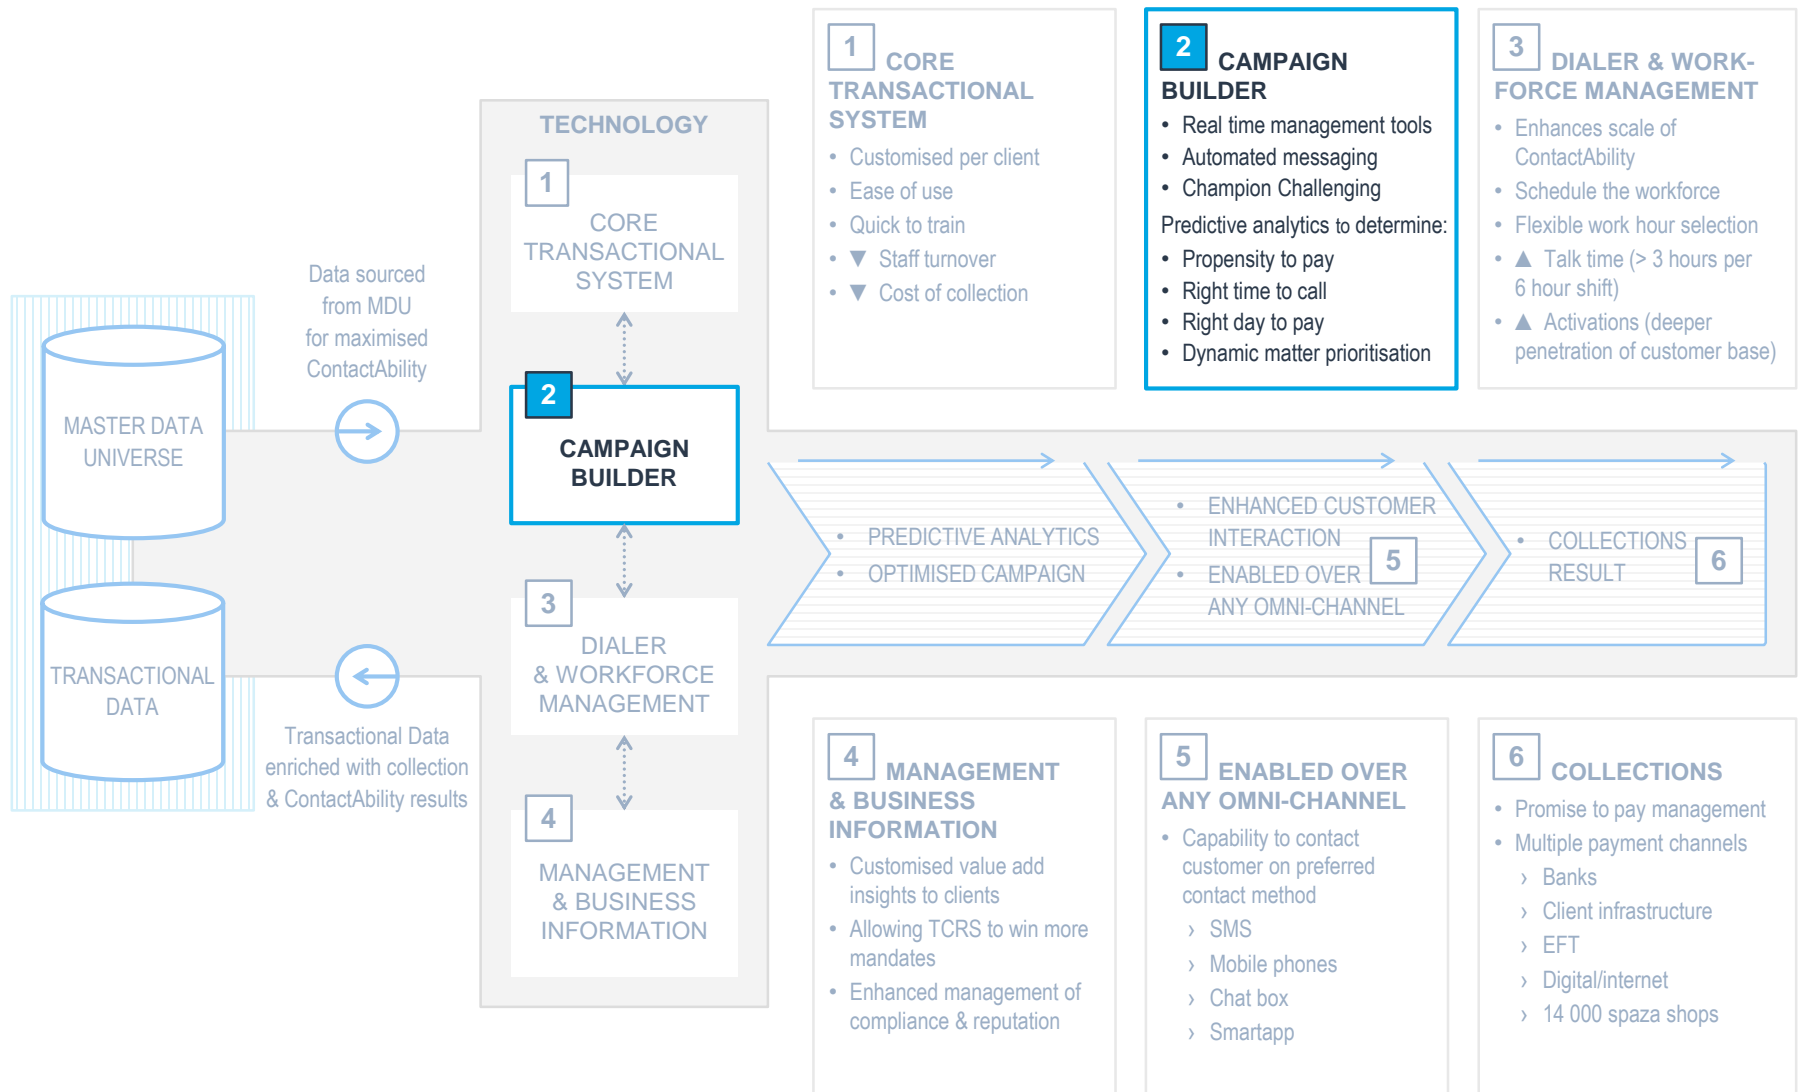 1 CORE
TRANSACTIONAL
SYSTEM
• Customised per client
• Ease of use
• Quick to train
• ▼ Staff turnover
• ▼ Cost of collection
2 CAMPAIGN
BUILDER
• Real time management tools
• Automated messaging
• Champion Challenging
Predictive analytics to determine:
• Propensity to pay
• Right time to call
• Right day to pay
• Dynamic matter prioritisation
3 DIALER & WORK-
FORCE MANAGEMENT
• Enhances scale of
ContactAbility
• Schedule the workforce
• Flexible work hour selection
• ▲ Talk time (> 3 hours per
6 hour shift)
• ▲ Activations (deeper
penetration of customer base)
MASTER DATA
UNIVERSE
TRANSACTIONAL
DATA
Data sourced
from MDU
for maximised
ContactAbility
Transactional Data
enriched with collection
& ContactAbility results
TECHNOLOGY
1
CORE
TRANSACTIONAL
SYSTEM
2
CAMPAIGN
BUILDER
3
DIALER
& WORKFORCE
MANAGEMENT
4
MANAGEMENT
& BUSINESS
INFORMATION
• PREDICTIVE ANALYTICS
• OPTIMISED CAMPAIGN
• ENHANCED CUSTOMER
INTERACTION
• ENABLED OVER
ANY OMNI-CHANNEL
5
• COLLECTIONS
RESULT
6
4 MANAGEMENT
& BUSINESS
INFORMATION
• Customised value add
insights to clients
• Allowing TCRS to win more
mandates
• Enhanced management of
compliance & reputation
5 ENABLED OVER
ANY OMNI-CHANNEL
• Capability to contact
customer on preferred
contact method
› SMS
› Mobile phones
› Chat box
› Smartapp
6 COLLECTIONS
• Promise to pay management
• Multiple payment channels
› Banks
› Client infrastructure
› EFT
› Digital/internet
› 14 000 spaza shops